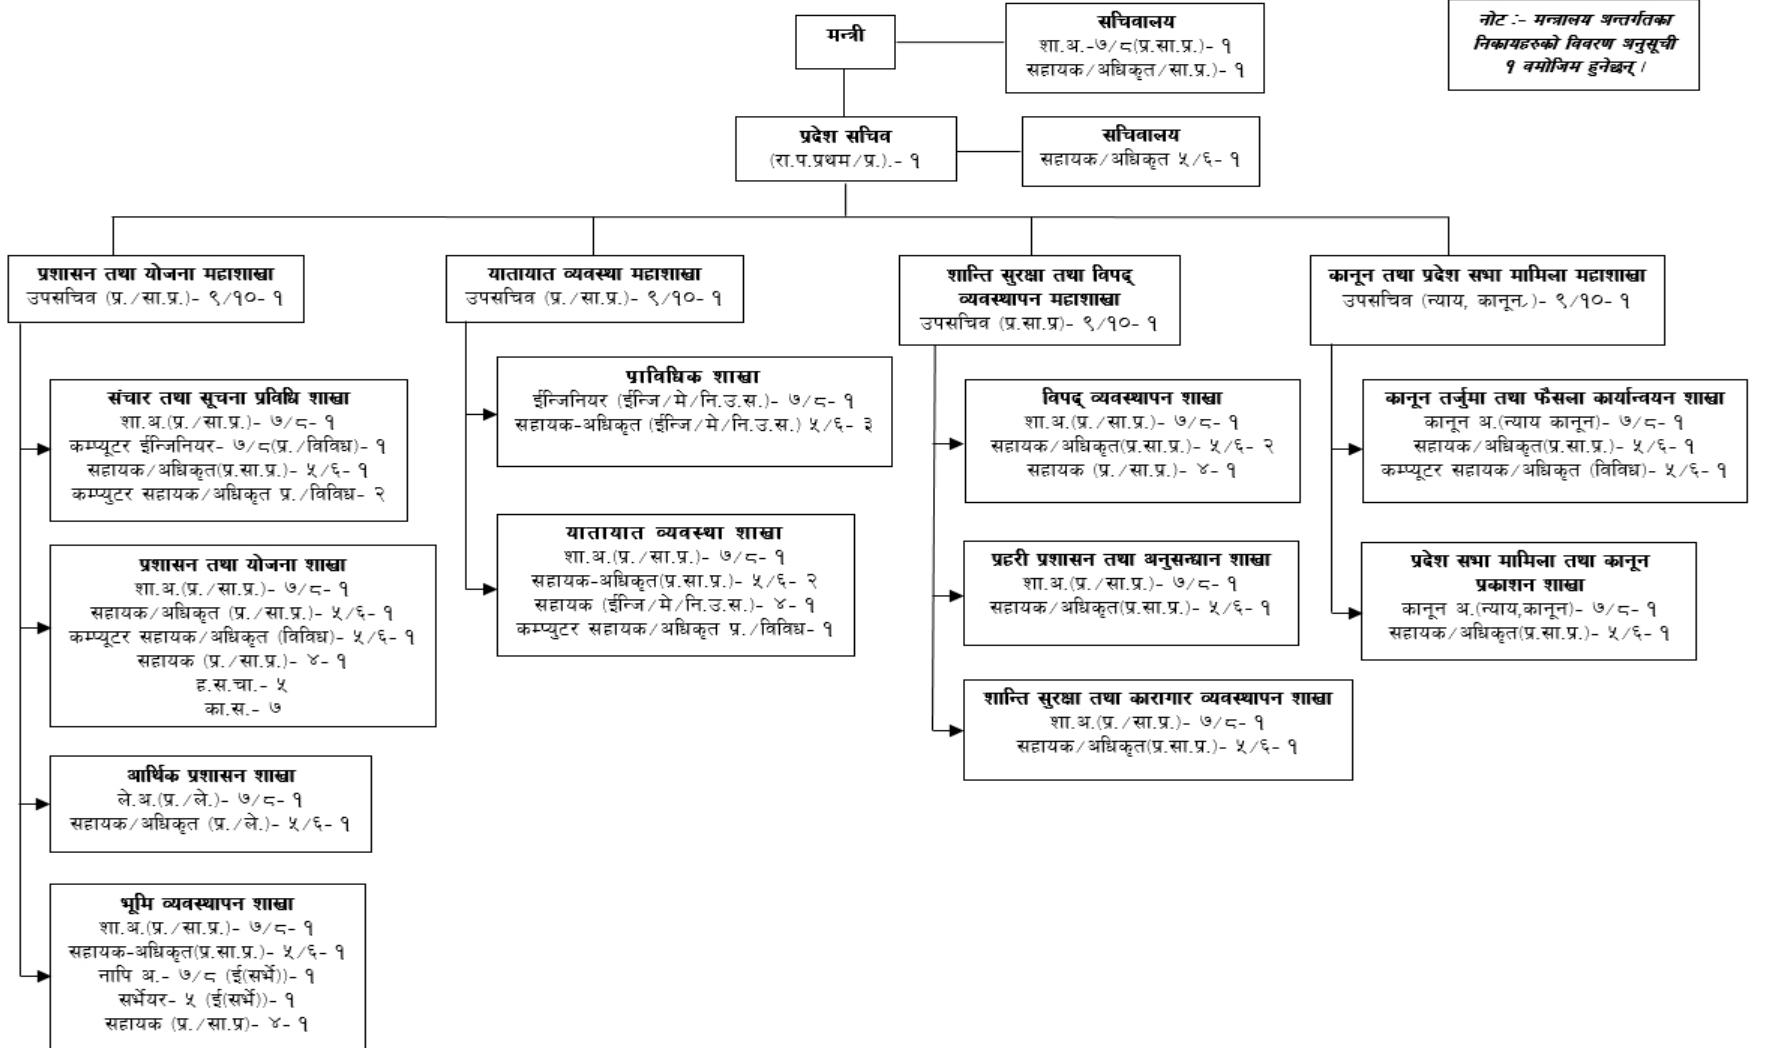 मन्त्री
सचिवालय
शा.अ.-७/८(प्र.सा.प्र.)- १
सहायक/अधिकृत/सा.प्र.)- १
नोट :- मन्त्रालय अन्तर्गतका
निकायहरुको विवरण अनुसूची
१ वमोजिम हुनेछन् ।
प्रदेश सचिव
(रा.प.प्रथम/प्र.).- १
सचिवालय
सहायक/अधिकृत ५/६- १
प्रशासन तथा योजना महाशाखा
उपसचिव (प्र./सा.प्र.)- ९/१०- १
संचार तथा सूचना प्रविधि शाखा
शा.अ.(प्र./सा.प्र.)- ७/८- १
कम्प्यूटर ईन्जिनियर- ७/८(प्र./विविध)- १
सहायक/अधिकृत(प्र.सा.प्र.)- ५/६- १
कम्प्युटर सहायक/अधिकृत प्र./विविध- २
प्रशासन तथा योजना शाखा
शा.अ.(प्र./सा.प्र.)- ७/८- १
सहायक/अधिकृत (प्र./सा.प्र.)- ५/६- १
कम्प्यूटर सहायक/अधिकृत (विविध)- ५/६- १
सहायक (प्र./सा.प्र.)- ४- १
ह.स.चा.- ५
का.स.- ७
आर्थिक प्रशासन शाखा
ले.अ.(प्र./ले.)- ७/८- १
सहायक/अधिकृत (प्र./ले.)- ५/६- १
भूमि व्यवस्थापन शाखा
शा.अ.(प्र./सा.प्र.)- ७/८- १
सहायक-अधिकृत(प्र.सा.प्र.)- ५/६- १
नापि अ.- ७/८ (ई(सर्भे))- १
सर्भेयर- ५ (ई(सर्भे))- १
सहायक (प्र./सा.प्र)- ४- १
यातायात व्यवस्था महाशाखा
उपसचिव (प्र./सा.प्र.)- ९/१०- १
प्राविधिक शाखा
ईन्जिनियर (ईन्जि/मे/नि.उ.स.)- ७/८- १
सहायक-अधिकृत (ईन्जि/मे/नि.उ.स.) ५/६- ३
यातायात व्यवस्था शाखा
शा.अ.(प्र./सा.प्र.)- ७/८- १
सहायक-अधिकृत(प्र.सा.प्र.)- ५/६- २
सहायक (ईन्जि/मे/नि.उ.स.)- ४- १
कम्प्युटर सहायक/अधिकृत प्र./विविध- १
शान्ति सुरक्षा तथा विपद्
व्यवस्थापन महाशाखा
उपसचिव (प्र.सा.प्र)- ९/१०- १
विपद् व्यवस्थापन शाखा
शा.अ.(प्र./सा.प्र.)- ७/८- १
सहायक/अधिकृत(प्र.सा.प्र.)- ५/६- २
सहायक (प्र./सा.प्र.)- ४- १
प्रहरी प्रशासन तथा अनुसन्धान शाखा
शा.अ.(प्र./सा.प्र.)- ७/८- १
सहायक/अधिकृत(प्र.सा.प्र.)- ५/६- १
शान्ति सुरक्षा तथा कारागार व्यवस्थापन शाखा
शा.अ.(प्र./सा.प्र.)- ७/८- १
सहायक/अधिकृत(प्र.सा.प्र.)- ५/६- १
कानून तथा प्रदेश सभा मामिला महाशाखा
उपसचिव (न्याय, कानून्)- ९/१०- १
कानून तर्जुमा तथा फैसला कार्यान्वयन शाखा
कानून अ.(न्याय कानून)- ७/८- १
सहायक/अधिकृत(प्र.सा.प्र.)- ५/६- १
कम्प्यूटर सहायक/अधिकृत (विविध)- ५/६- १
प्रदेश सभा मामिला तथा कानून
प्रकाशन शाखा
कानून अ.(न्याय,कानून)- ७/८- १
सहायक/अधिकृत(प्र.सा.प्र.)- ५/६- १